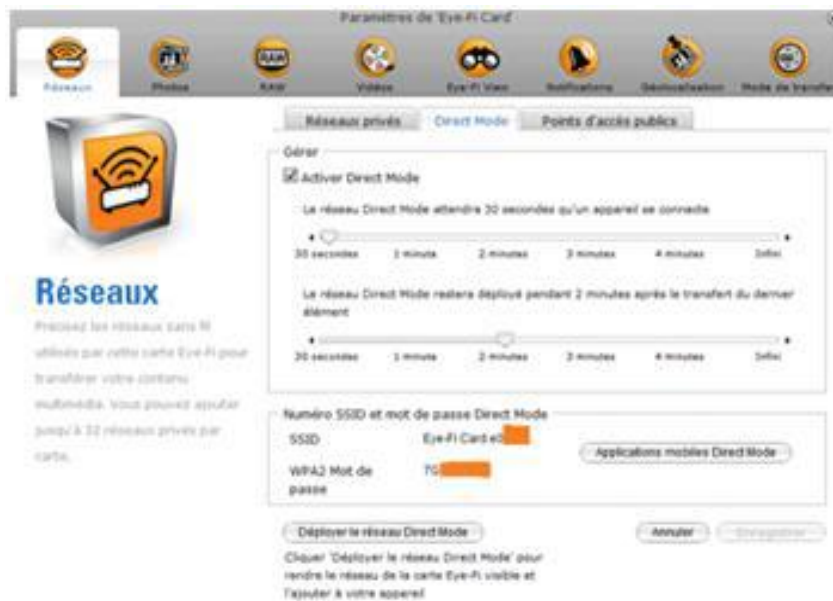 Paramètres de 'Eye-Fi Card'
Réseaux Photos RAW Vidéos Eye-Fi View Notifications Géolocalisation Mode de transfer
Réseaux privés Direct Mode Points d'accès publics
Gérer
Activer Direct Mode
Le réseau Direct Mode attendra 30 secondes qu'un appareil se connecte
30 secondes 1 minute 2 minutes 3 minutes 4 minutes Infini
Le réseau Direct Mode restera déployé pendant 2 minutes après le transfert du dernier
élément
30 secondes 1 minute 2 minutes 3 minutes 4 minutes Infini
Réseaux
Précisez les réseaux sans fil
utilisés par cette carte Eye-Fi pour
transférer votre contenu
multimédia. Vous pouvez ajouter
jusqu'à 32 réseaux privés par
carte.
Numéro SSID et mot de passe Direct Mode
SSID Eye-Fi Card e0
Applications mobiles Direct Mode
WPA2 Mot de 7G
passe
Déployer le réseau Direct Mode Annuler Enregistrer
Cliquer 'Déployer le réseau Direct Mode' pour
rendre le réseau de la carte Eye-Fi visible et
l'ajouter à votre appareil